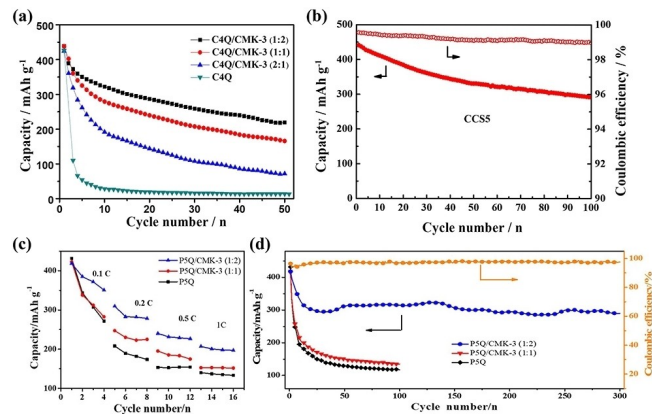 (a)
C4Q/CMK-3 (1:2)
C4Q/CMK-3 (1:1)
C4Q/CMK-3 (2:1)
C4Q
Capacity / mAh g-1
500
400
300
200
100
0
0 10 20 30 40 50
Cycle number / n
(b)
CCS5
Capacity / mAh g-1
500
400
300
200
100
0
Coulombic efficiency / %
100
98
96
94
92
90
0 10 20 30 40 50 60 70 80 90 100
Cycle number / n
(c)
P5Q/CMK-3 (1:2)
P5Q/CMK-3 (1:1)
P5Q
0.1 C
0.2 C
0.5 C
1C
Capacity/mAh g-1
400
300
200
100
0 2 4 6 8 10 12 14 16
Cycle number/n
(d)
P5Q/CMK-3 (1:2)
P5Q/CMK-3 (1:1)
P5Q
Capacity/mAh g-1
400
300
200
100
Coulombic efficiency/%
100
80
60
40
20
0
0 50 100 150 200 250 300
Cycle number/n